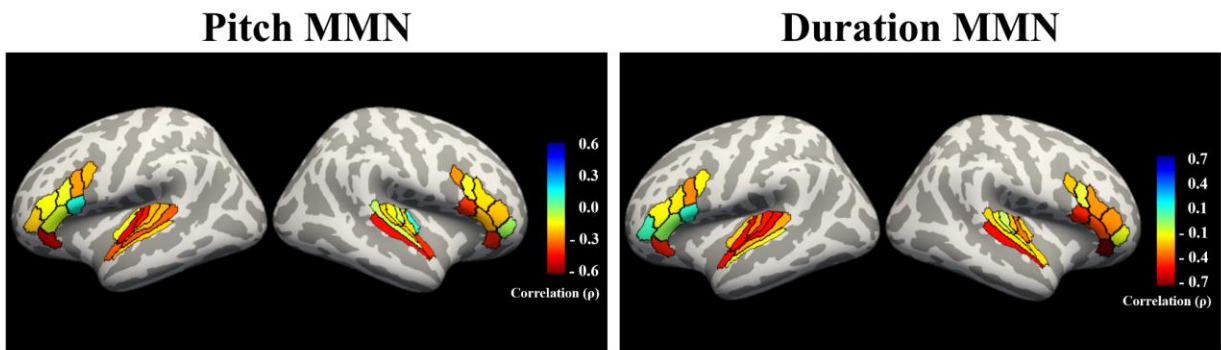 Pitch MMN
Duration MMN
0.6
0.3
0.0
- 0.3
- 0.6
Correlation (ρ)
0.7
0.4
0.1
- 0.1
- 0.4
- 0.7
Correlation (ρ)